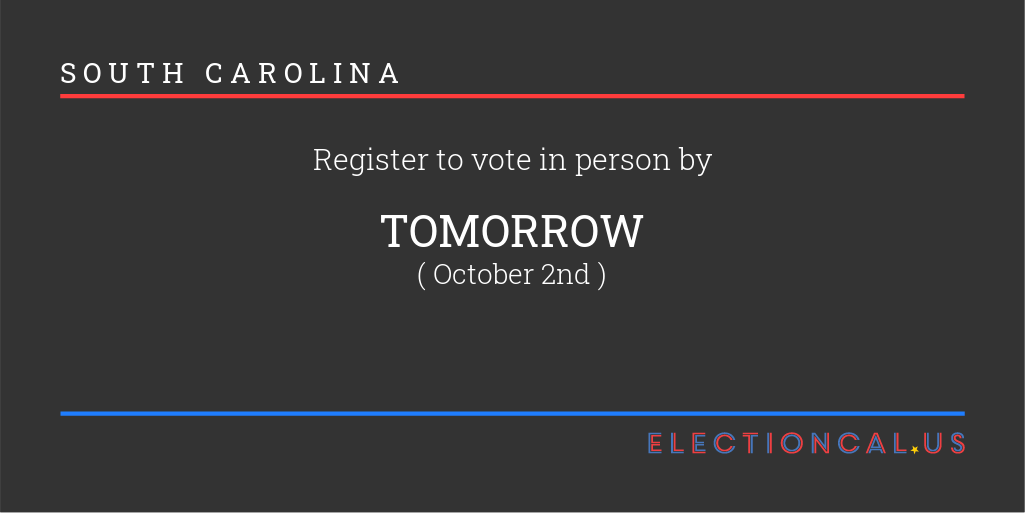 SOUTH CAROLINA
Register to vote in person by
TOMORROW
( October 2nd )
ELECTIONCAL.US